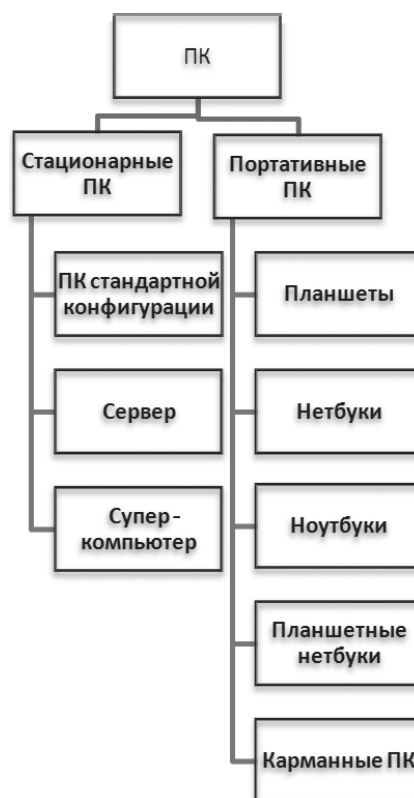 ПК
Стационарные
ПК
ПК стандартной
конфигурации
Сервер
Супер-
компьютер
Портативные
ПК
Планшеты
Нетбуки
Ноутбуки
Планшетные
нетбуки
Карманные ПК